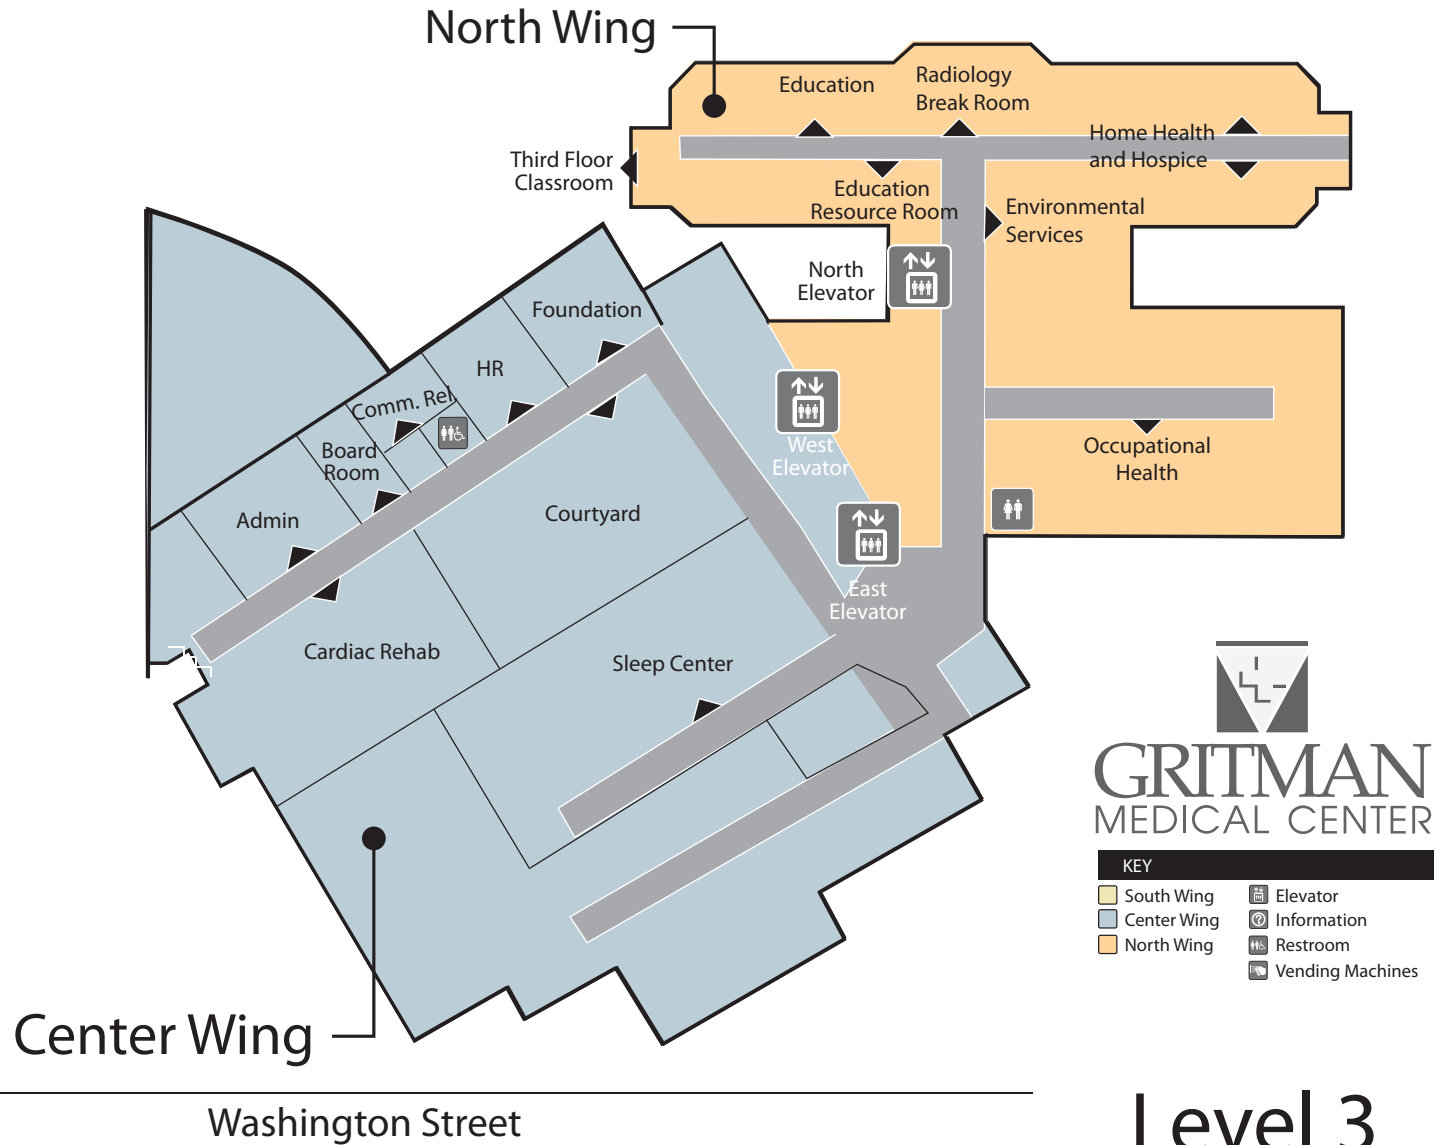 North Wing
Education
Radiology
Break Room
Home Health
and Hospice
Third Floor
Classroom
Education
Resource Room
Environmental
Services
North
Elevator
Foundation
HR
Comm. Rel.
Board
Room
Admin
West
Elevator
Occupational
Health
Courtyard
East
Elevator
Cardiac Rehab
Sleep Center
GRITMAN
MEDICAL CENTER
KEY
South Wing
Center Wing
North Wing
Elevator
Information
Restroom
Vending Machines
Center Wing
Washington Street
Level 3